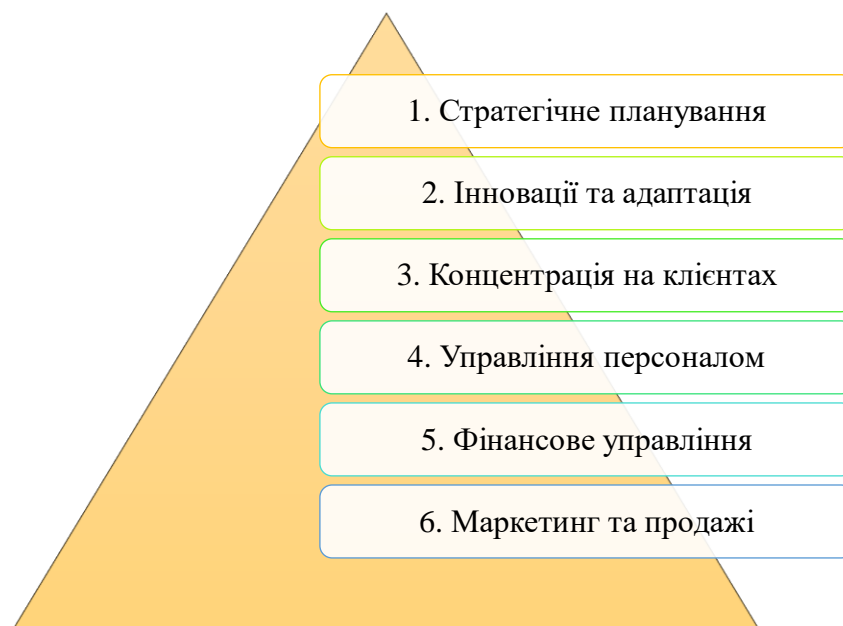 1. Стратегічне планування
2. Інновації та адаптація
3. Концентрація на клієнтах
4. Управління персоналом
5. Фінансове управління
6. Маркетинг та продажі